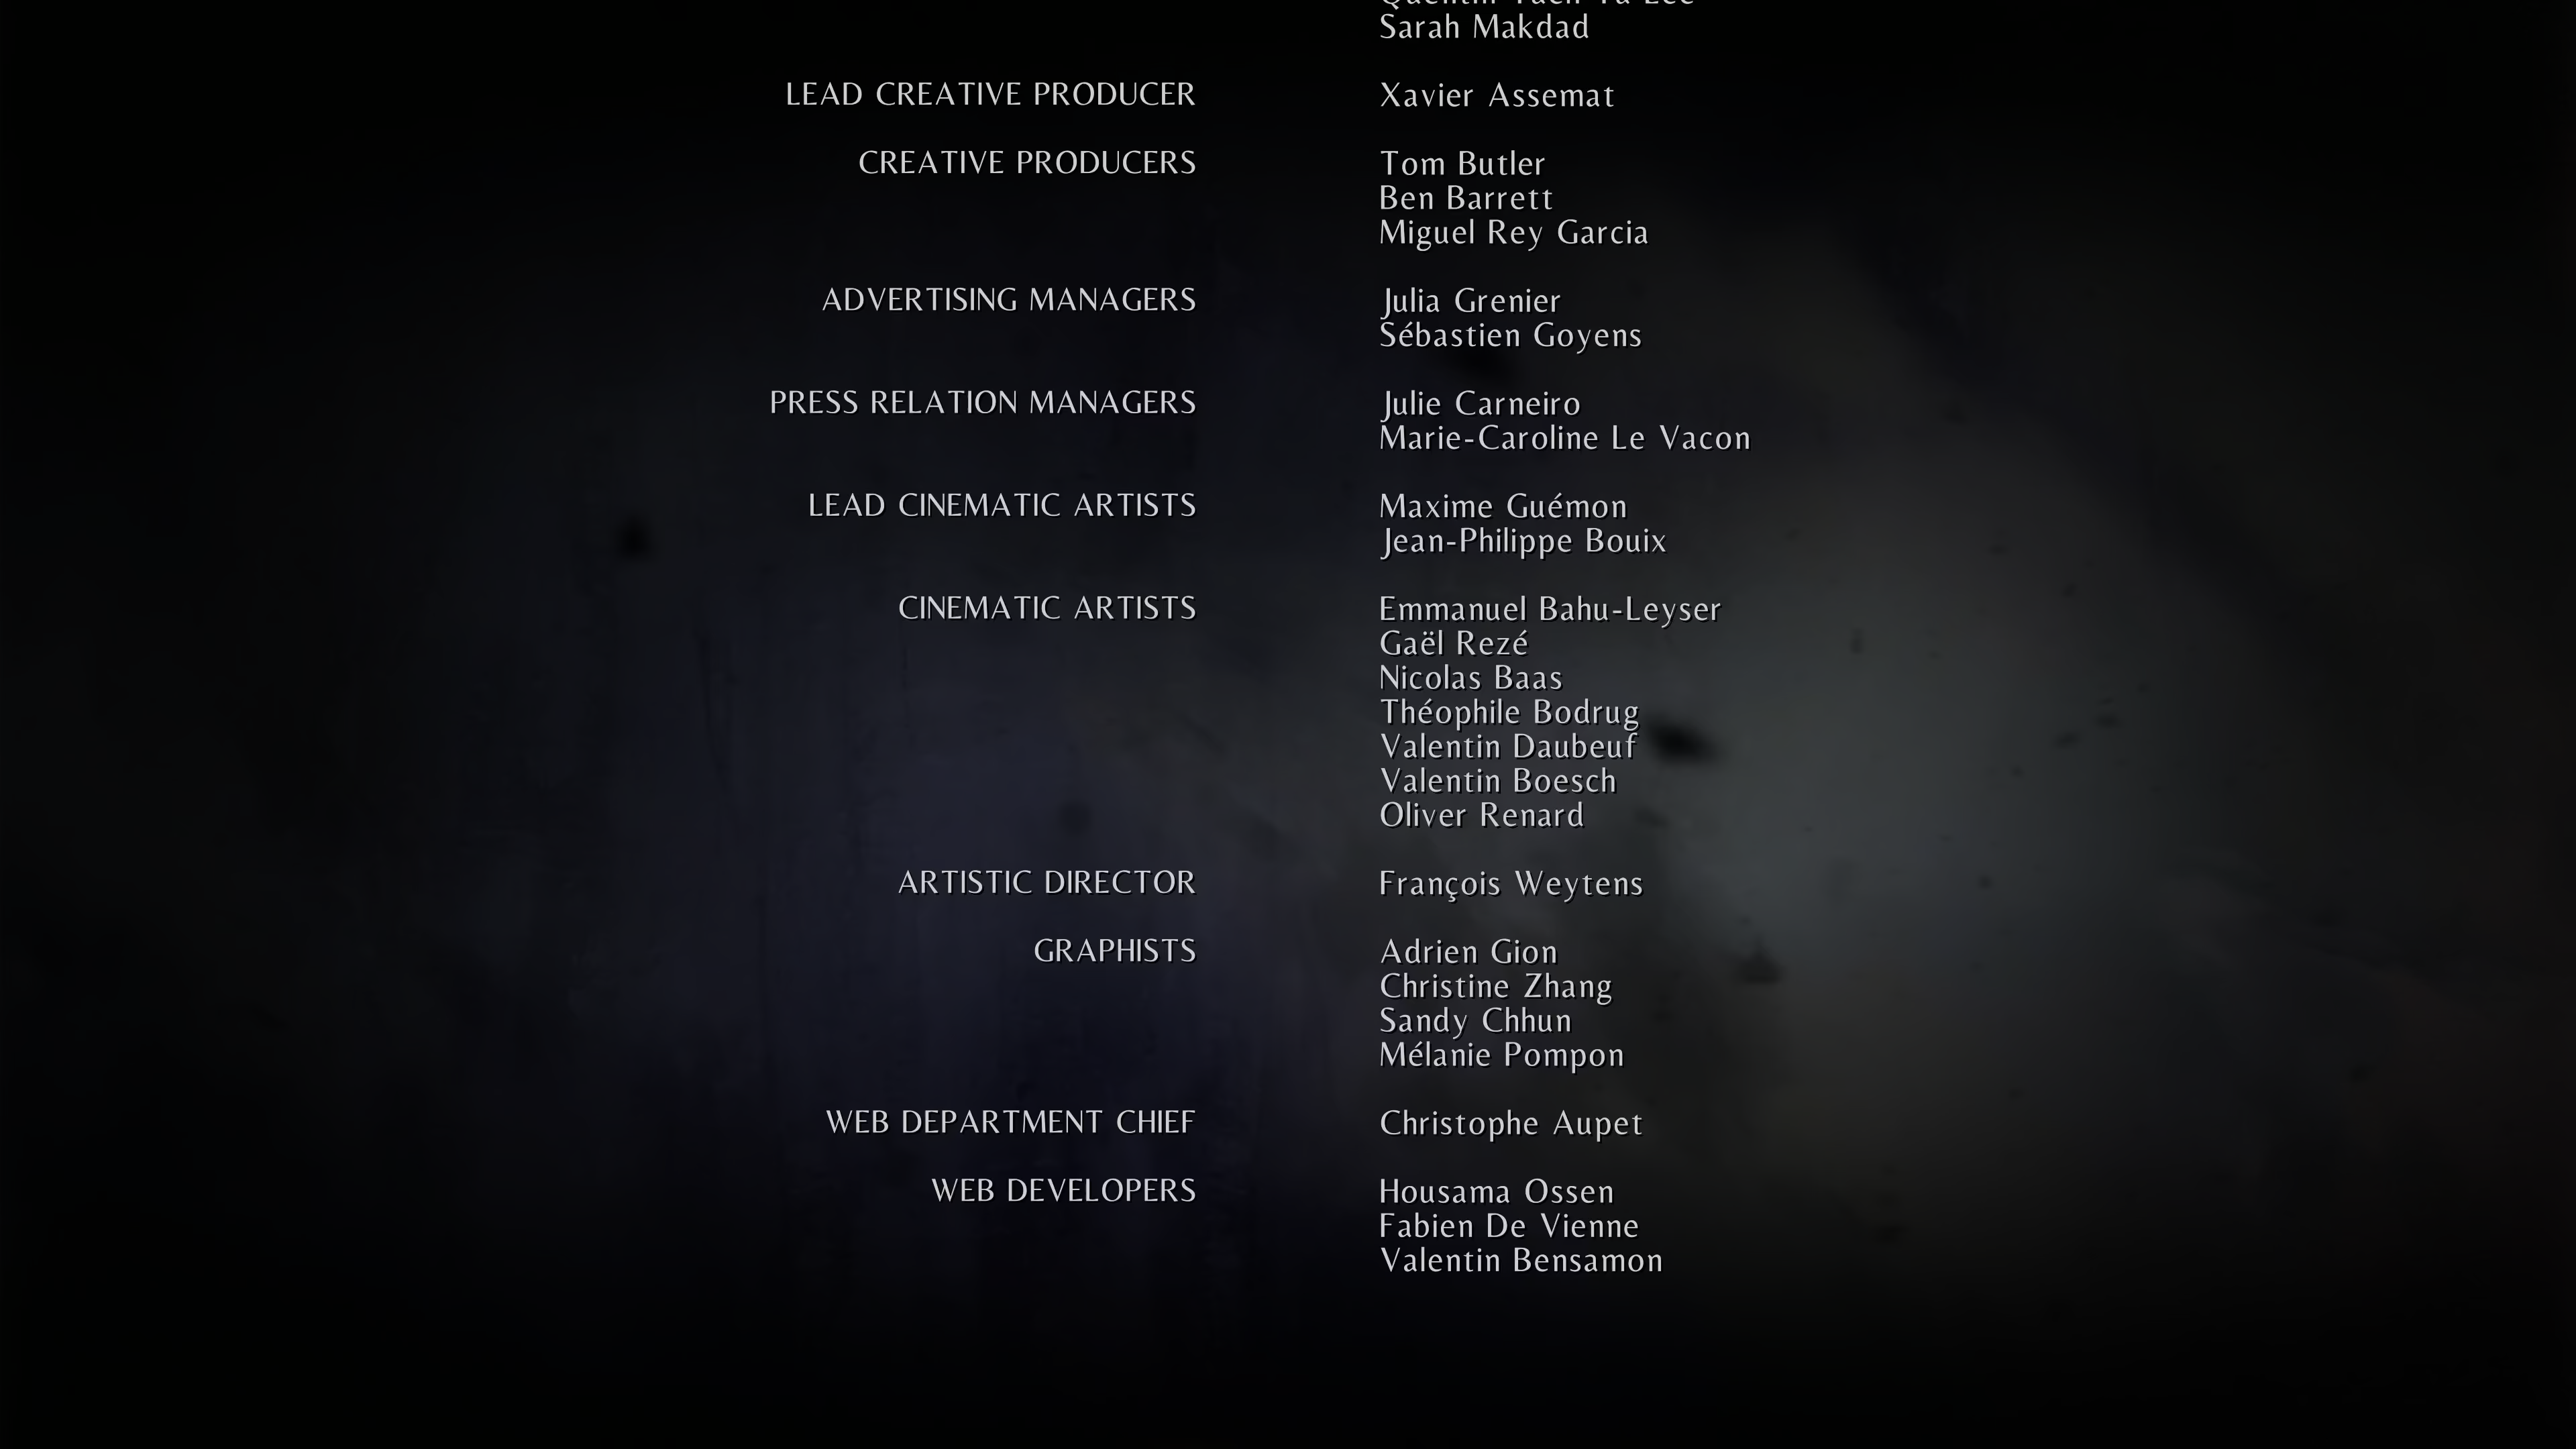 Sarah Makdad
LEAD CREATIVE PRODUCER Xavier Assemat
CREATIVE PRODUCERS Tom Butler
Ben Barrett
Miguel Rey Garcia
ADVERTISING MANAGERS Julia Grenier
Sébastien Goyens
PRESS RELATION MANAGERS Julie Carneiro
Marie-Caroline Le Vacon
LEAD CINEMATIC ARTISTS Maxime Guémon
Jean-Philippe Bouix
CINEMATIC ARTISTS Emmanuel Bahu-Leyser
Gaël Rezé
Nicolas Baas
Théophile Bodrug
Valentin Daubeuf
Valentin Boesch
Oliver Renard
ARTISTIC DIRECTOR François Weytens
GRAPHISTS Adrien Gion
Christine Zhang
Sandy Chhun
Mélanie Pompon
WEB DEPARTMENT CHIEF Christophe Aupet
WEB DEVELOPERS Housama Ossen
Fabien De Vienne
Valentin Bensamon